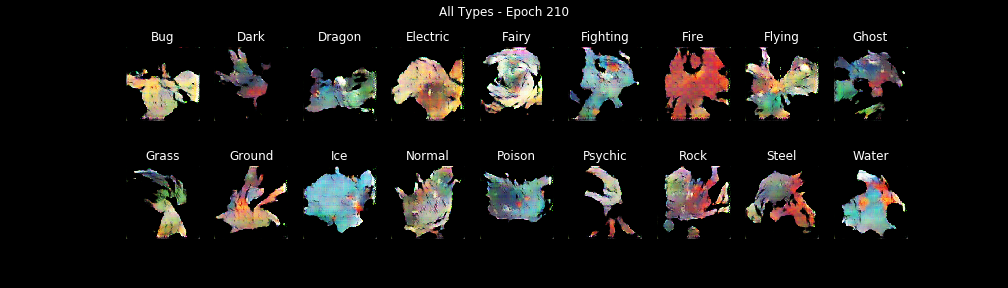 All Types - Epoch 210
Bug Dark Dragon Electric Fairy Fighting Fire Flying Ghost
Grass Ground Ice Normal Poison Psychic Rock Steel Water